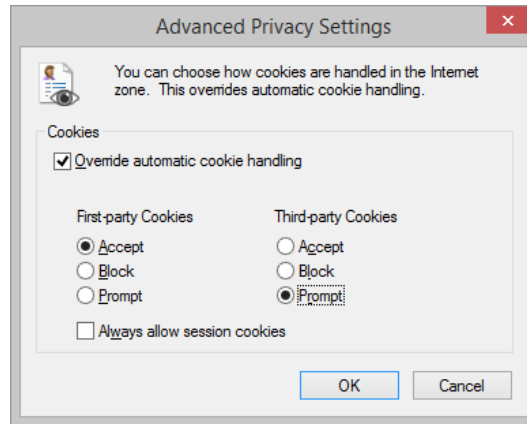 Advanced Privacy Settings
You can choose how cookies are handled in the Internet
zone. This overrides automatic cookie handling.
Cookies
Override automatic cookie handling
First-party Cookies
Third-party Cookies
Accept
Accept
Block
Block
Prompt
Prompt
Always allow session cookies
OK
Cancel